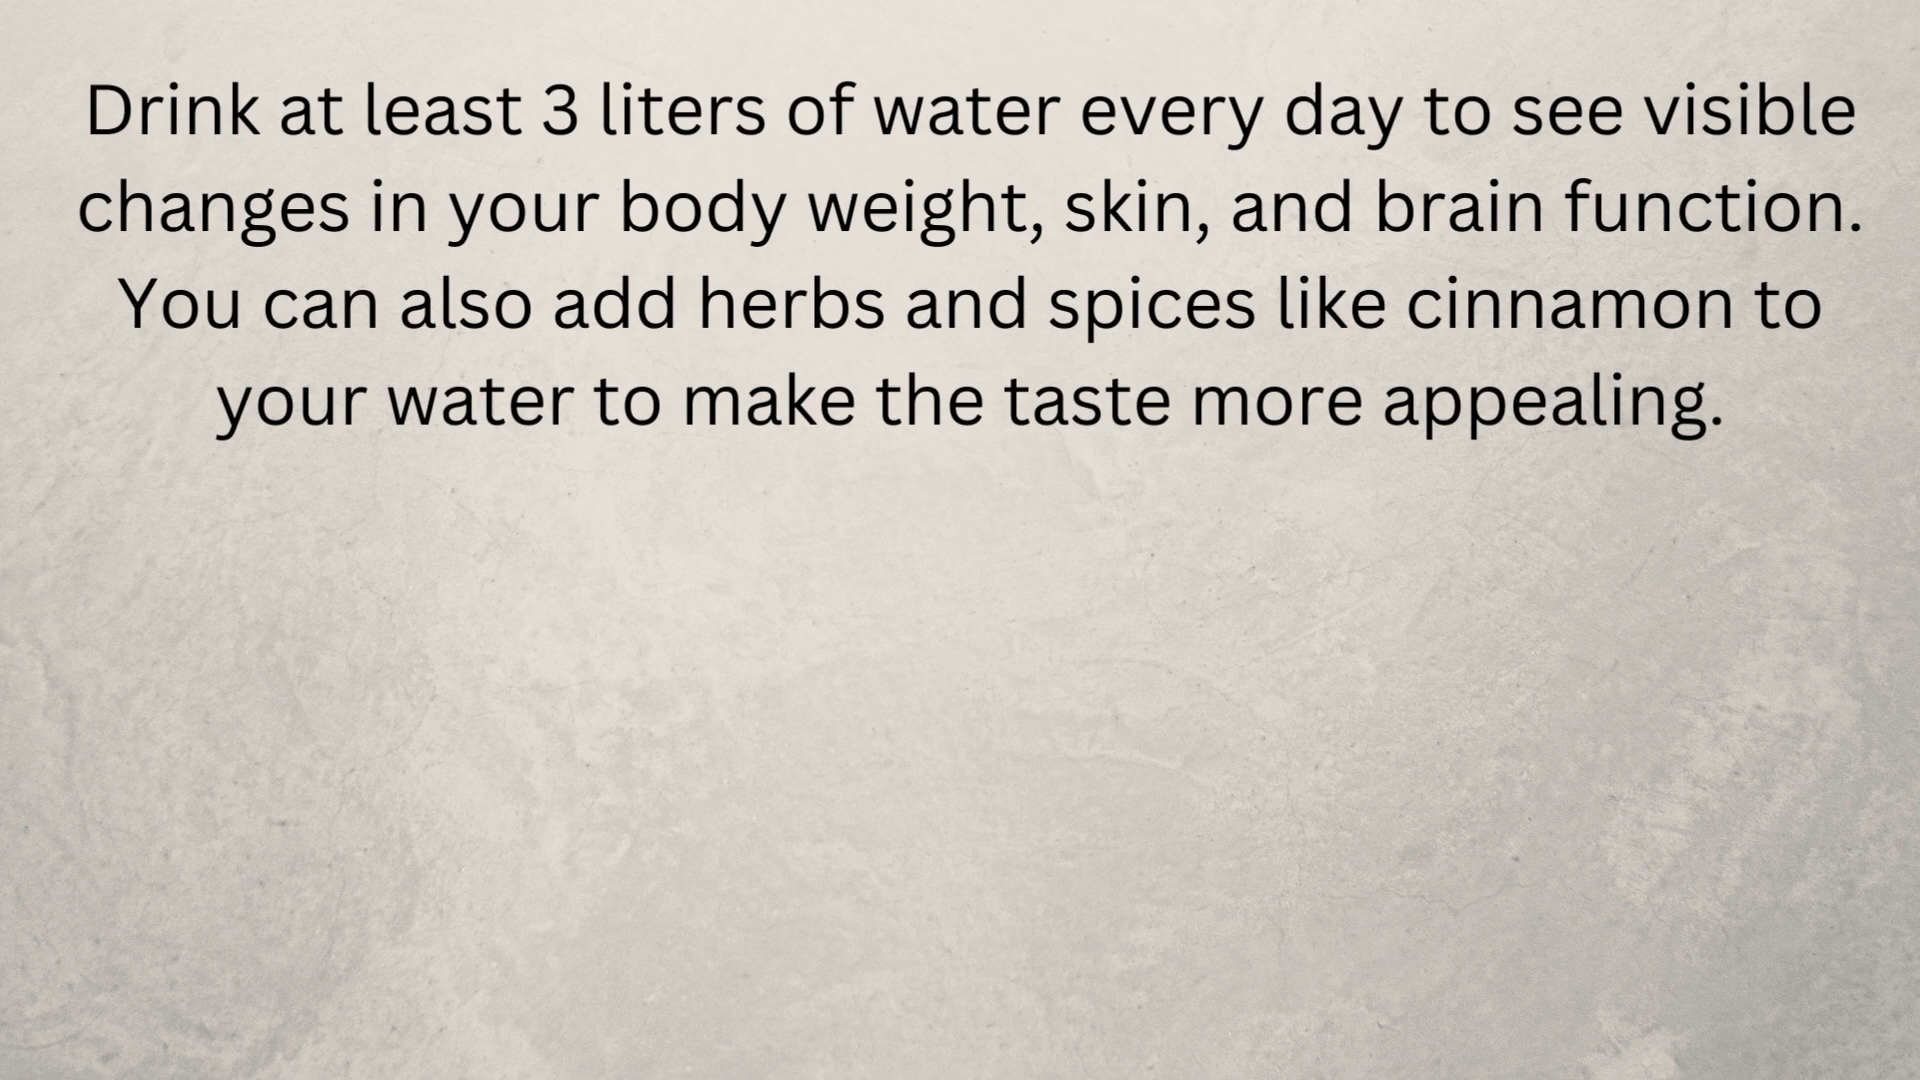 Drink at least 3 liters of water every day to see visible
changes in your body weight, skin, and brain function.
You can also add herbs and spices like cinnamon to
your water to make the taste more appealing.